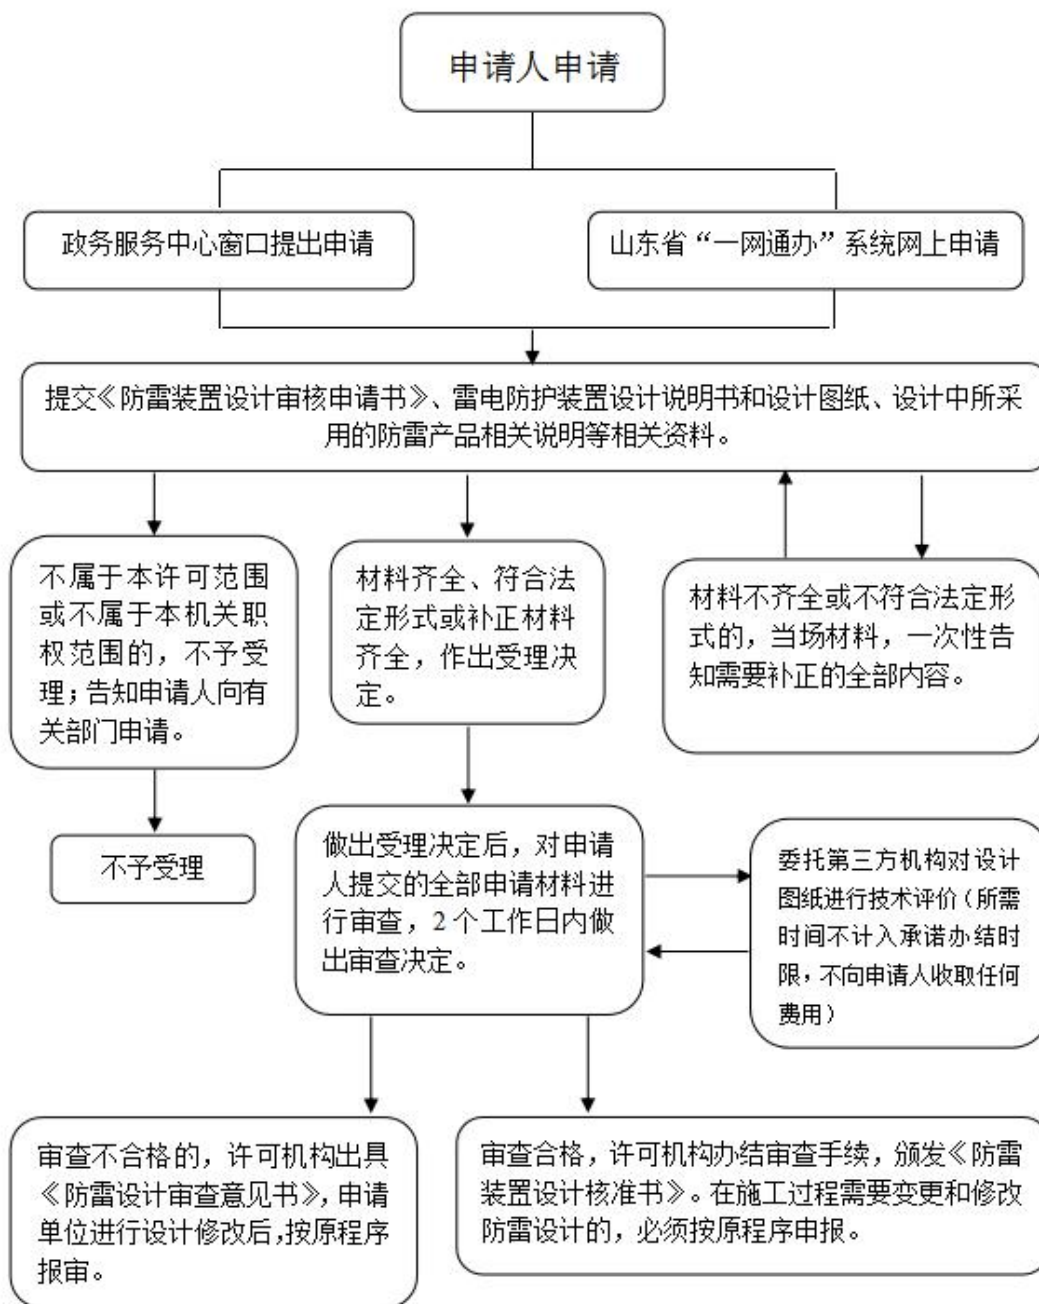 申请人申请
政务服务中心窗口提出申请
山东省“一网通办”系统网上申请
提交《防雷装置设计审核申请书》、雷电防护装置设计说明书和设计图纸、设计中所采
用的防雷产品相关说明等相关资料。
不属于本许可范围
或不属于本机关职
权范围的，不予受
理；告知申请人向有
关部门申请。
材料齐全、符合法
定形式或补正材料
齐全，作出受理决
定。
材料不齐全或不符合法定形
式的，当场材料，一次性告
知需要补正的全部内容。
不予受理
做出受理决定后，对申请
人提交的全部申请材料进
行审查，2个工作日内做
出审查决定。
委托第三方机构对设计
图纸进行技术评价（所需
时间不计入承诺办结时
限，不向申请人收取任何
费用）
审查不合格的，许可机构出具
《防雷设计审查意见书》，申请
单位进行设计修改后，按原程序
报审。
审查合格，许可机构办结审查手续，颁发《防雷
装置设计核准书》。在施工过程需要变更和修改
防雷设计的，必须按原程序申报。